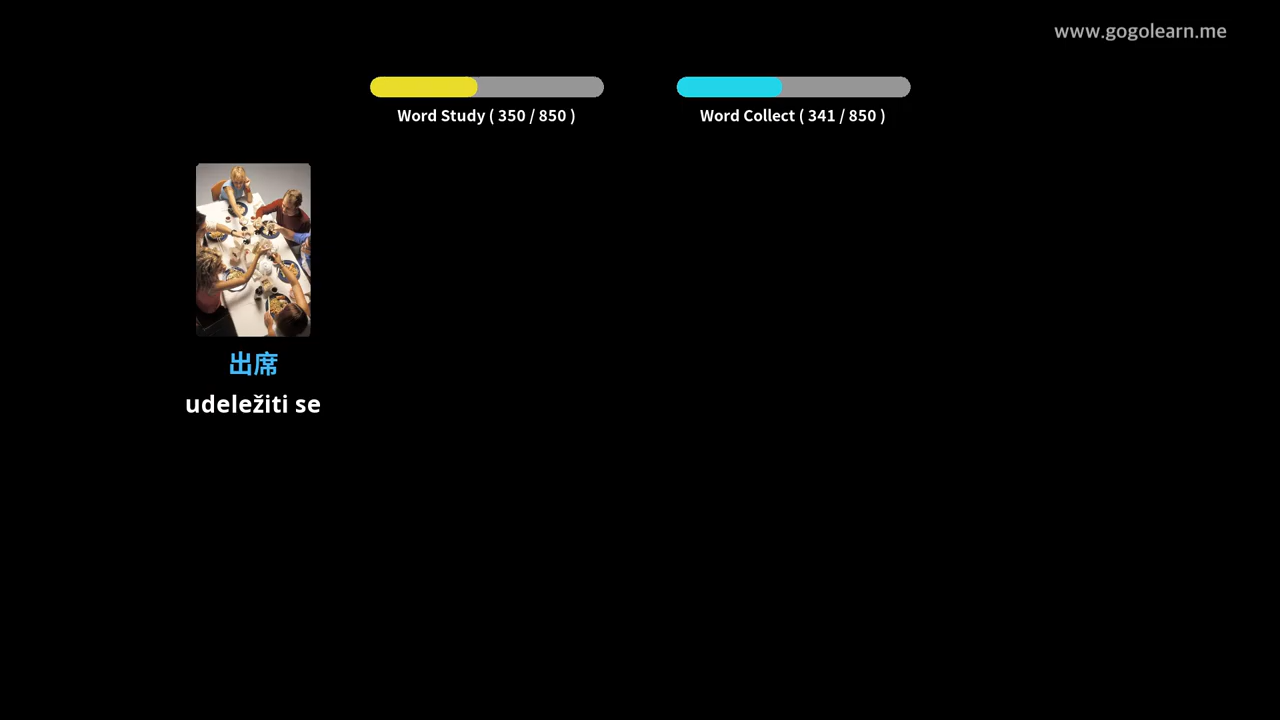 www.gogolearn.me
Word Study ( 350 / 850 )
Word Collect ( 341 / 850 )
出席
udeležiti se